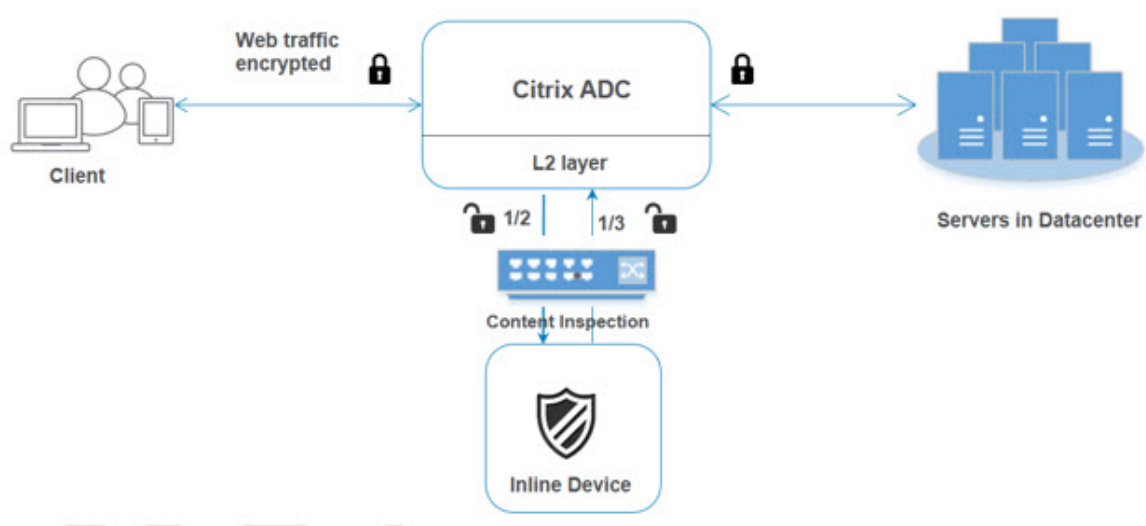 Web traffic
encrypted
Citrix ADC
L2 layer
Client
1/2
1/3
Servers in Datacenter
Content Inspection
Inline Device